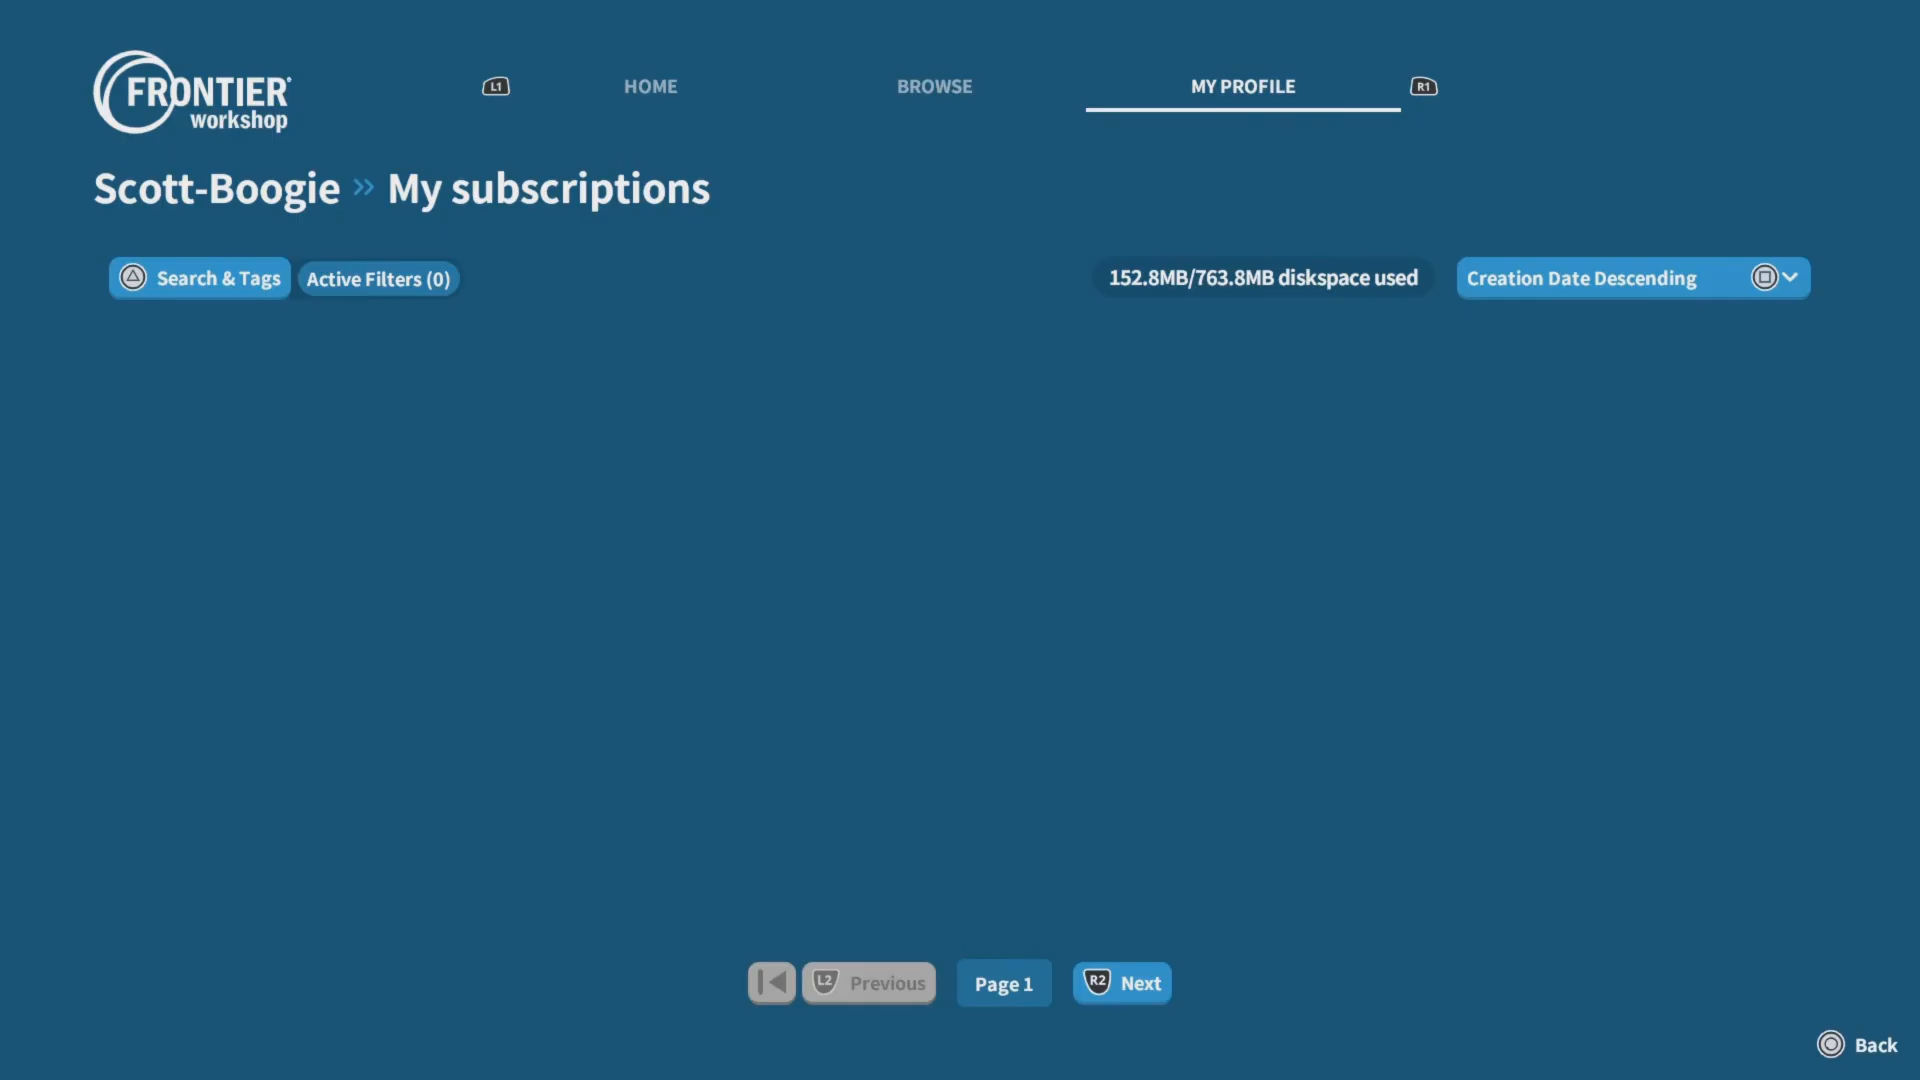 FRONTIER
workshop
L1
HOME
BROWSE
MY PROFILE
R1
Scott-Boogie » My subscriptions
Search & Tags
Active Filters (0)
152.8MB/763.8MB diskspace used
Creation Date Descending
L2 Previous
Page 1
R2 Next
Back